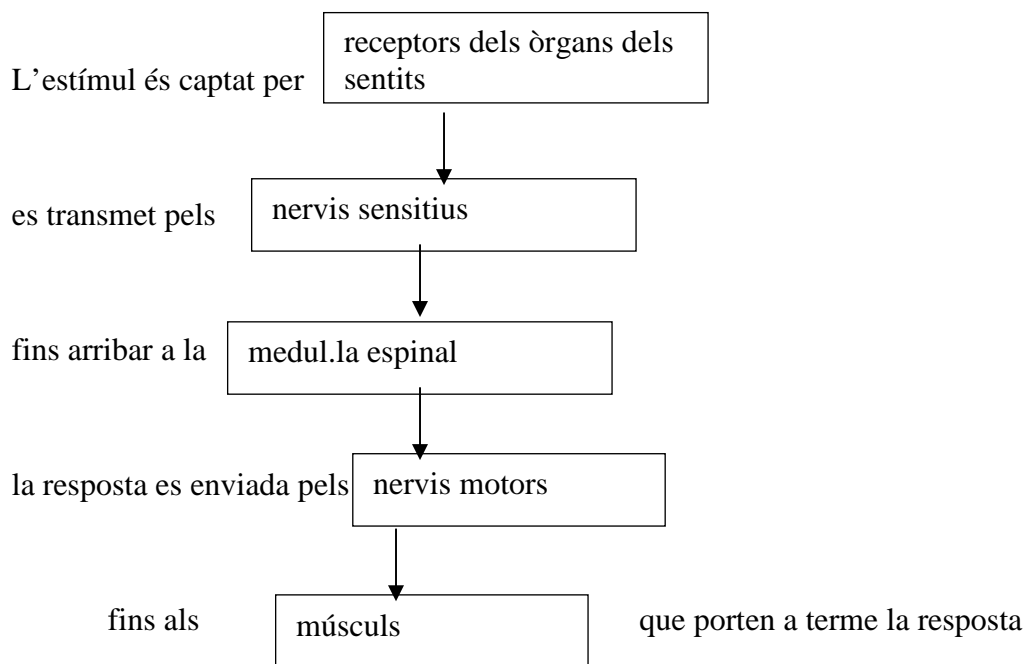 receptors dels òrgans dels
L'estímul és captat per sentits
es transmet pels nervis sensitius
fins arribar a la medul.la espinal
la resposta es enviada pels nervis motors
fins als músculs que porten a terme la resposta